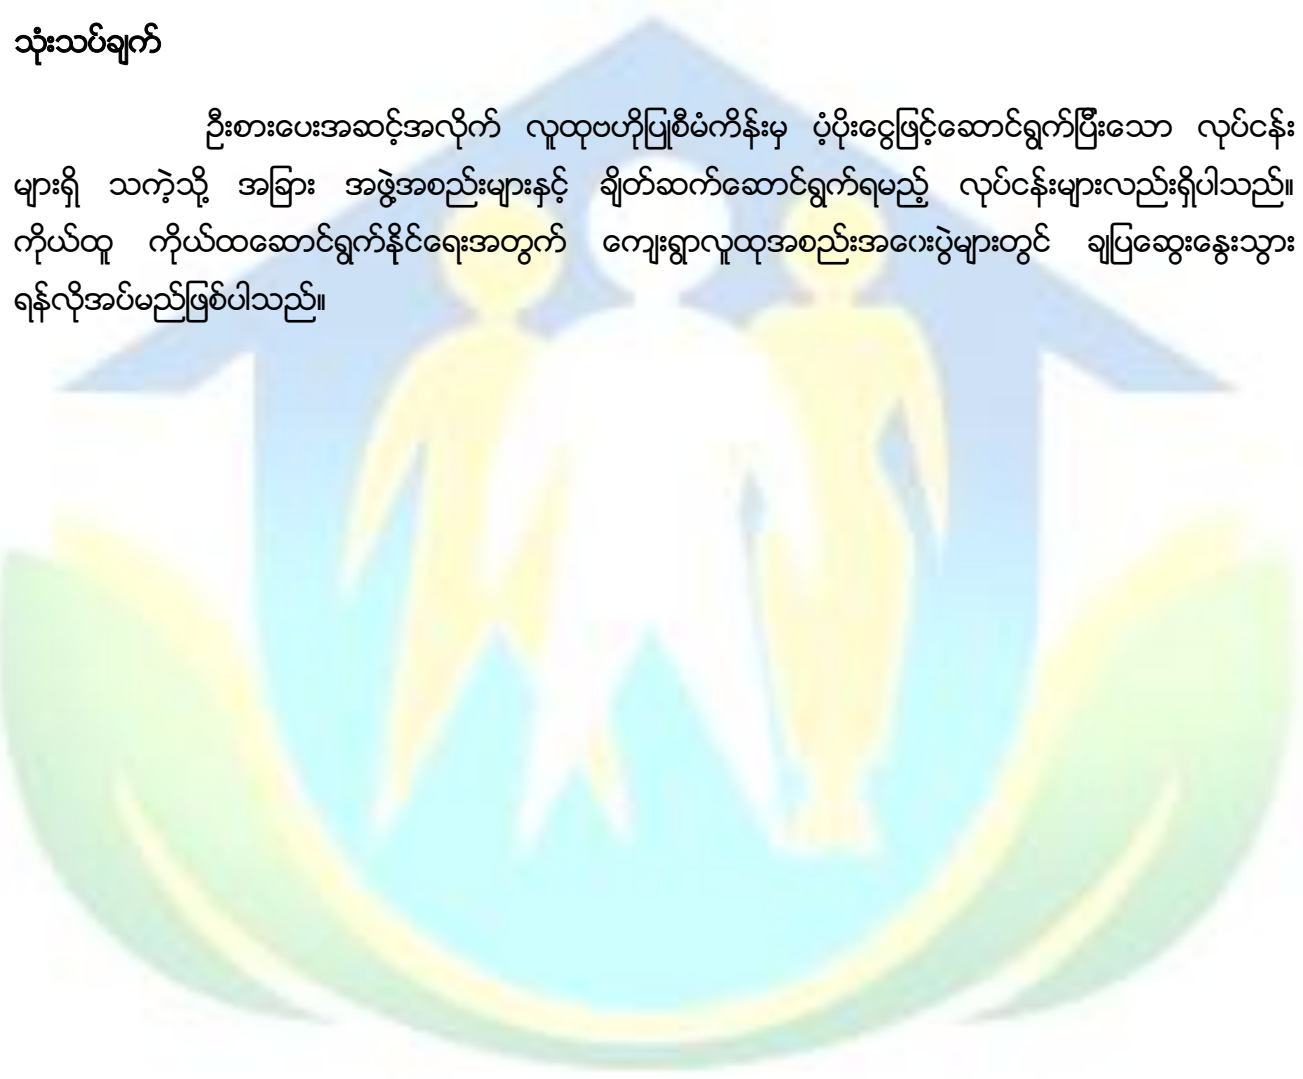 သုံးသပ်ချက်
ဦးစားပေးအဆင့်အလိုက် လူထုဗဟိုပြုစီမံကိန်းမှ ပံ့ပိုးငွေဖြင့်ဆောင်ရွက်ပြီးသော လုပ်ငန်း
များရှိ သကဲ့သို့ အခြား အဖွဲ့အစည်းများနှင့် ချိတ်ဆက်ဆောင်ရွက်ရမည့် လုပ်ငန်းများလည်းရှိပါသည်။
ကိုယ်ထူ ကိုယ်ထဆောင်ရွက်နိုင်ရေးအတွက် ကျေးရွာလူထုအစည်းအဝေးပွဲများတွင် ချပြဆွေးနွေးသွား
ရန်လိုအပ်မည်ဖြစ်ပါသည်။